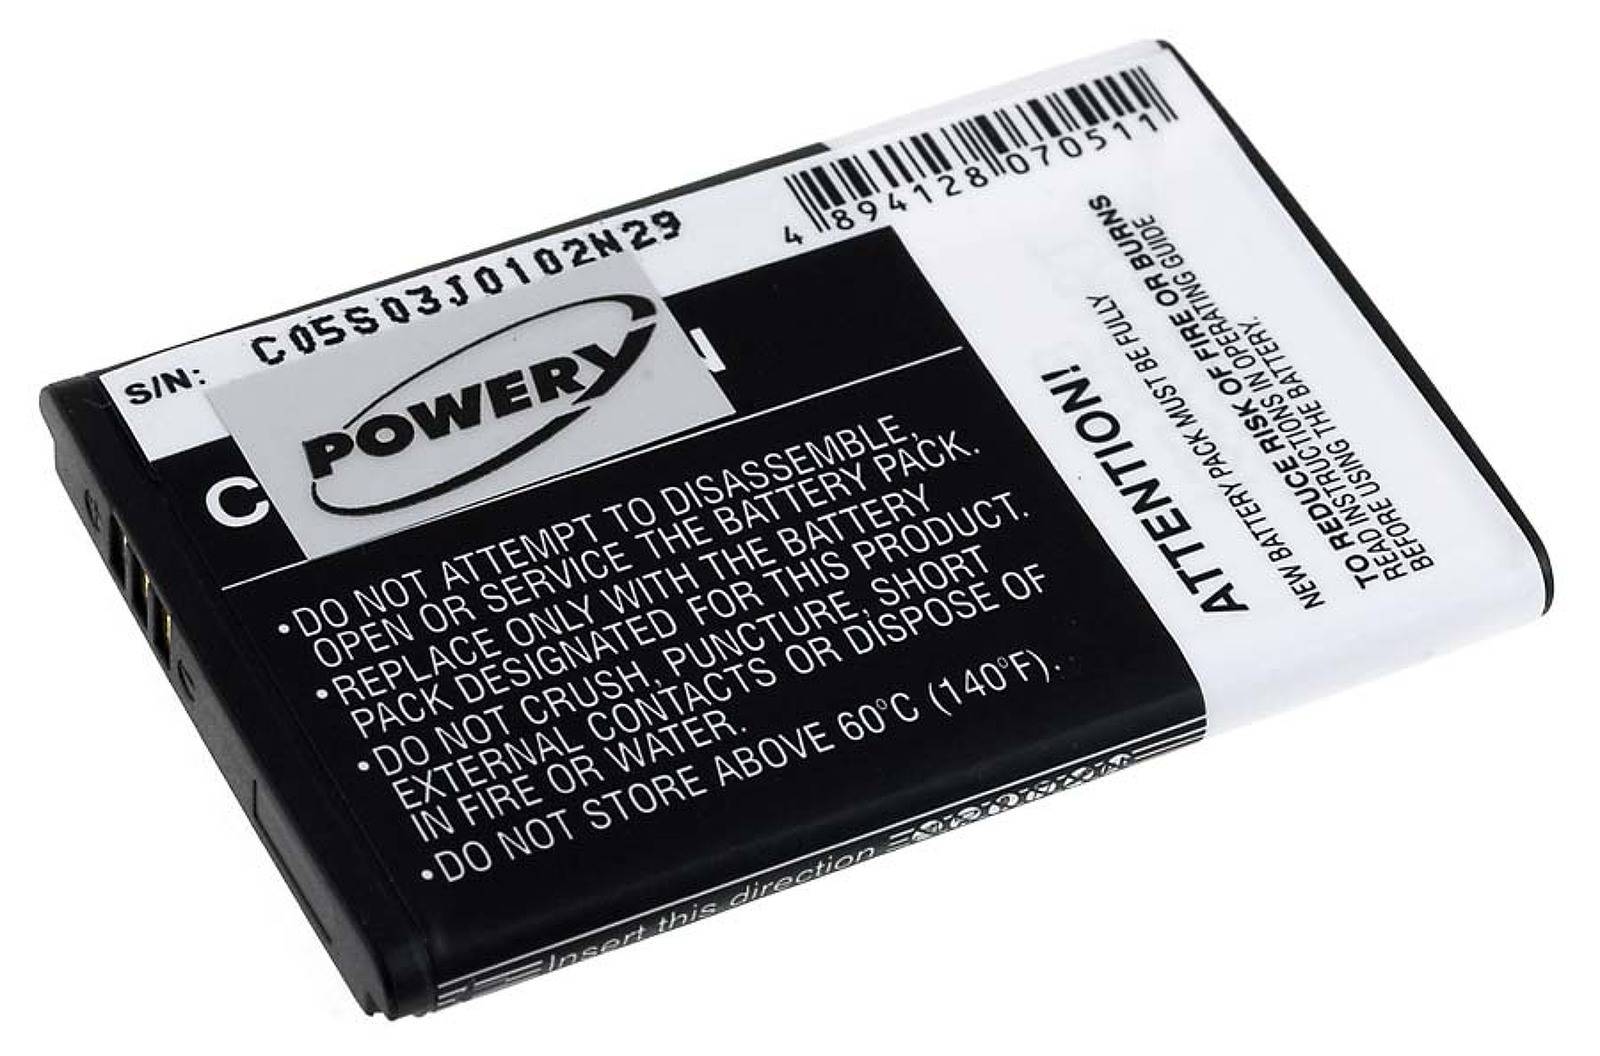 S/N: C05S03J0102N29
4 894128 070511
POWERY
C
•DO NOT ATTEMPT TO DISASSEMBLE,
OPEN OR SERVICE THE BATTERY PACK.
•REPLACE ONLY WITH THE BATTERY
PACK DESIGNATED FOR THIS PRODUCT.
•DO NOT CRUSH, PUNCTURE, SHORT
EXTERNAL CONTACTS OR DISPOSE OF
IN FIRE OR WATER.
•DO NOT STORE ABOVE 60°C (140°F).
Insert this direction
ATTENTION!
NEW BATTERY PACK MUST BE FULLY
TO REDUCE RISK OF FIRE OR BURNS
READ INSTRUCTIONS IN OPERATING GUIDE
BEFORE USING THE BATTERY.